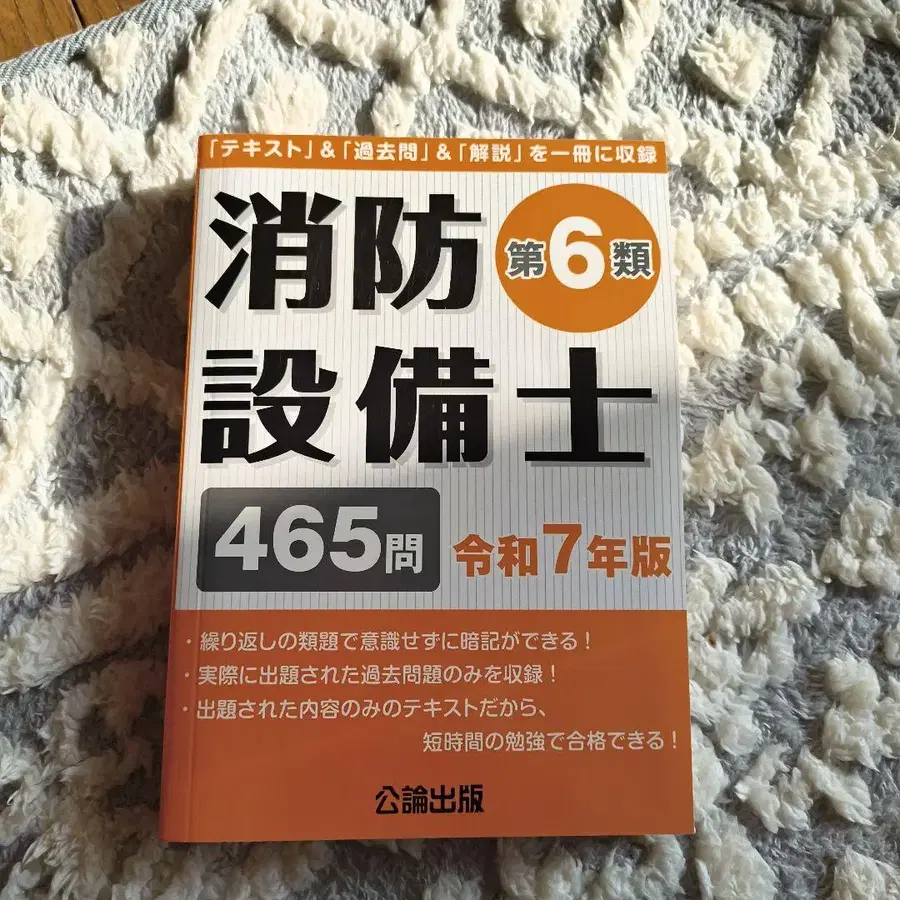 「テキスト」&「過去問」&「解説」を一冊に収録
消防
第6類
設備士
465問
令和7年版
・繰り返しの類題で意識せずに暗記ができる!
・実際に出題された過去問題のみを収録!
・出題された内容のみのテキストだから、
短時間の勉強で合格できる!
公論出版